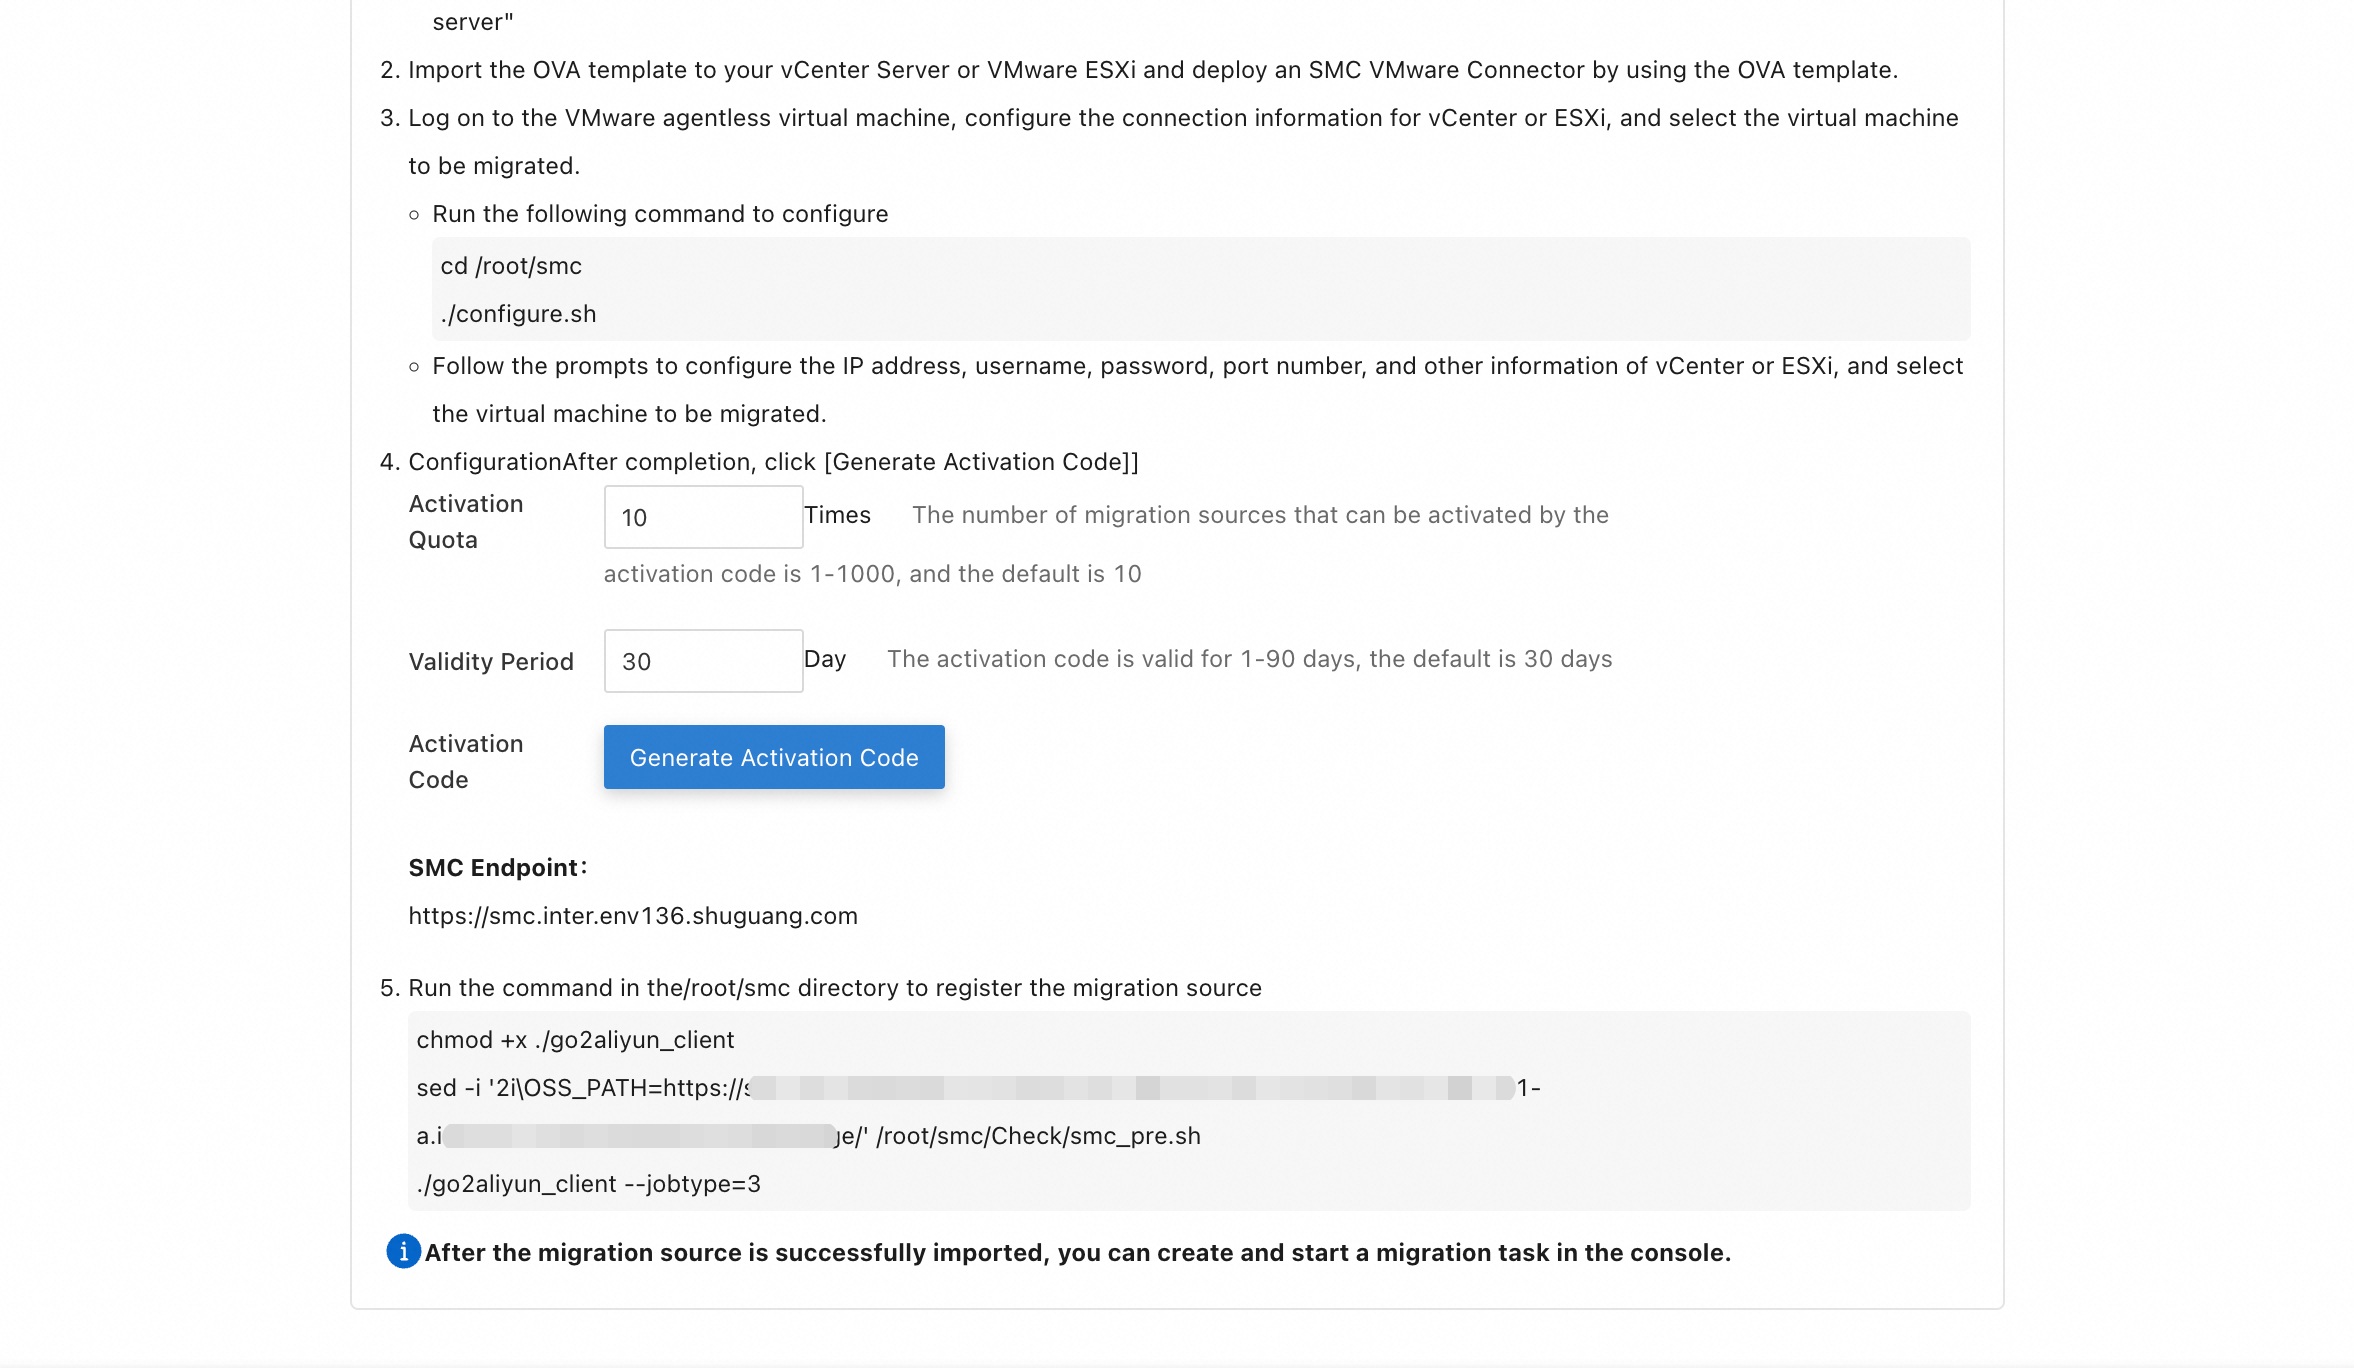 server"
2. Import the OVA template to your vCenter Server or VMware ESXi and deploy an SMC VMware Connector by using the OVA template.
3. Log on to the VMware agentless virtual machine, configure the connection information for vCenter or ESXi, and select the virtual machine
to be migrated.
Run the following command to configure
cd /root/smc
./configure.sh
Follow the prompts to configure the IP address, username, password, port number, and other information of vCenter or ESXi, and select
the virtual machine to be migrated.
4. ConfigurationAfter completion, click [Generate Activation Code]]
Activation
Quota
10 Times The number of migration sources that can be activated by the
activation code is 1-1000, and the default is 10
Validity Period 30 Day The activation code is valid for 1-90 days, the default is 30 days
Activation
Code
Generate Activation Code
SMC Endpoint:
https://smc.inter.env136.shuguang.com
5. Run the command in the/root/smc directory to register the migration source
chmod +x ./go2aliyun_client
sed -i '2i\OSS_PATH=https://s 1-
a.i ge/' /root/smc/Check/smc_pre.sh
./go2aliyun_client --jobtype=3
After the migration source is successfully imported, you can create and start a migration task in the console.